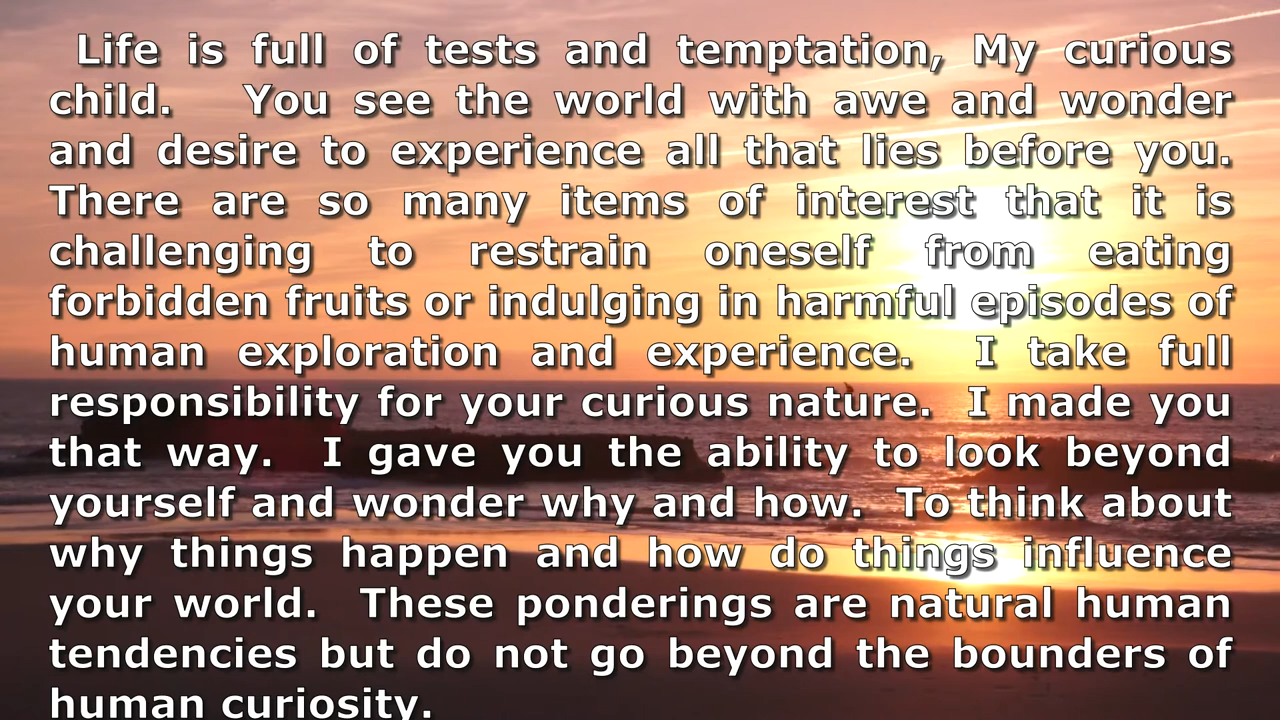 Life is full of tests and temptation, My curious
child. You see the world with awe and wonder
and desire to experience all that lies before you.
There are so many items of interest that it is
challenging to restrain oneself from eating
forbidden fruits or indulging in harmful episodes of
human exploration and experience. I take full
responsibility for your curious nature. I made you
that way. I gave you the ability to look beyond
yourself and wonder why and how. To think about
why things happen and how do things influence
your world. These ponderings are natural human
tendencies but do not go beyond the bounders of
human curiosity.